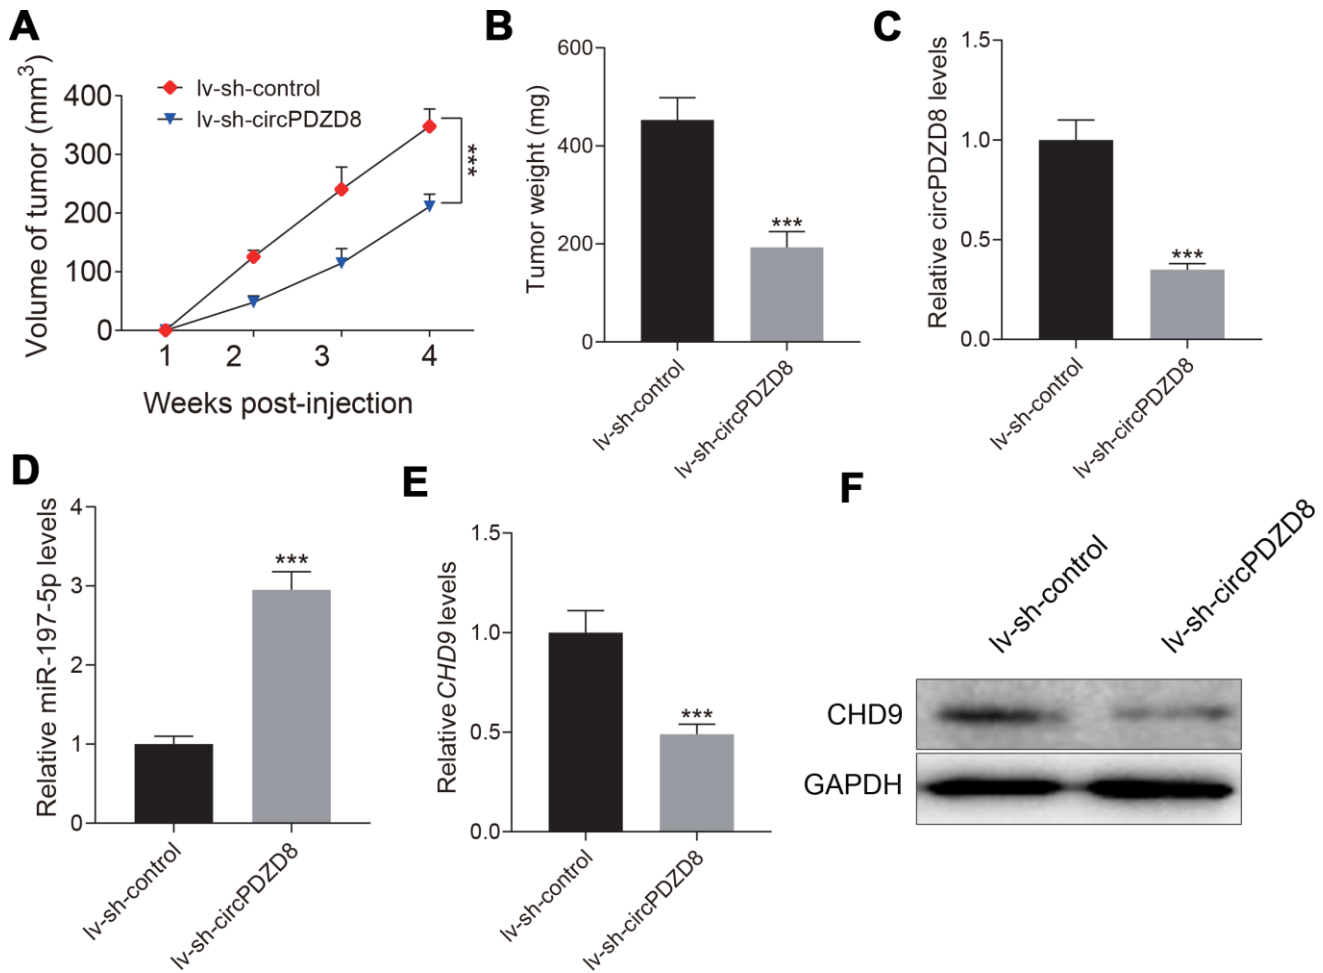 A
Volume of tumor (mm3)
lv-sh-control
lv-sh-circPDZD8
400
300
200
100
0
***
1 2 3 4
Weeks post-injection
B
Tumor weight (mg)
600
400
200
0
***
lv-sh-control
lv-sh-circPDZD8
C
Relative circPDZD8 levels
1.5
1.0
0.5
0.0
***
lv-sh-control
lv-sh-circPDZD8
D
Relative miR-197-5p levels
4
3
2
1
0
***
lv-sh-control
lv-sh-circPDZD8
E
Relative CHD9 levels
1.5
1.0
0.5
0.0
***
lv-sh-control
lv-sh-circPDZD8
F
lv-sh-control
lv-sh-circPDZD8
CHD9
GAPDH